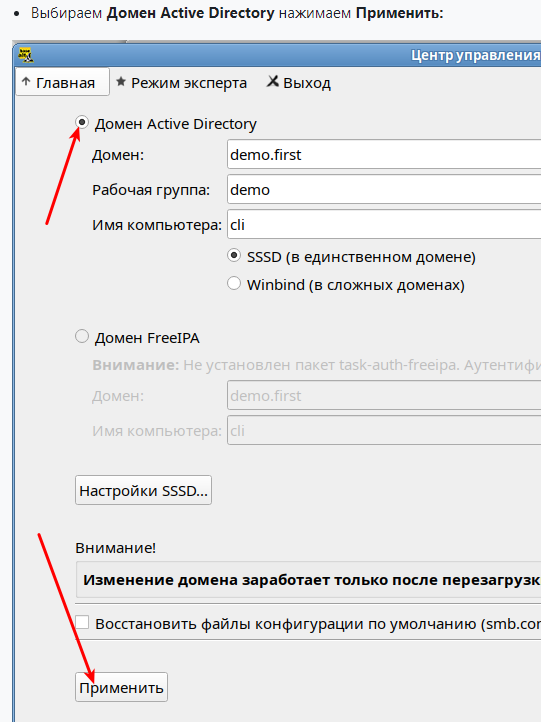 Выбираем Домен Active Directory нажимаем Применить:
Центр управления
Главная Режим эксперта Выход
Домен Active Directory
Домен: demo.first
Рабочая группа: demo
Имя компьютера: cli
SSSD (в единственном домене)
Winbind (в сложных доменах)
Домен FreeIPA
Внимание: Не установлен пакет task-auth-freeipa. Аутентифи
Домен: demo.first
Имя компьютера: cli
Настройки SSSD...
Внимание!
Изменение домена заработает только после перезагрузк
Восстановить файлы конфигурации по умолчанию (smb.con
Применить